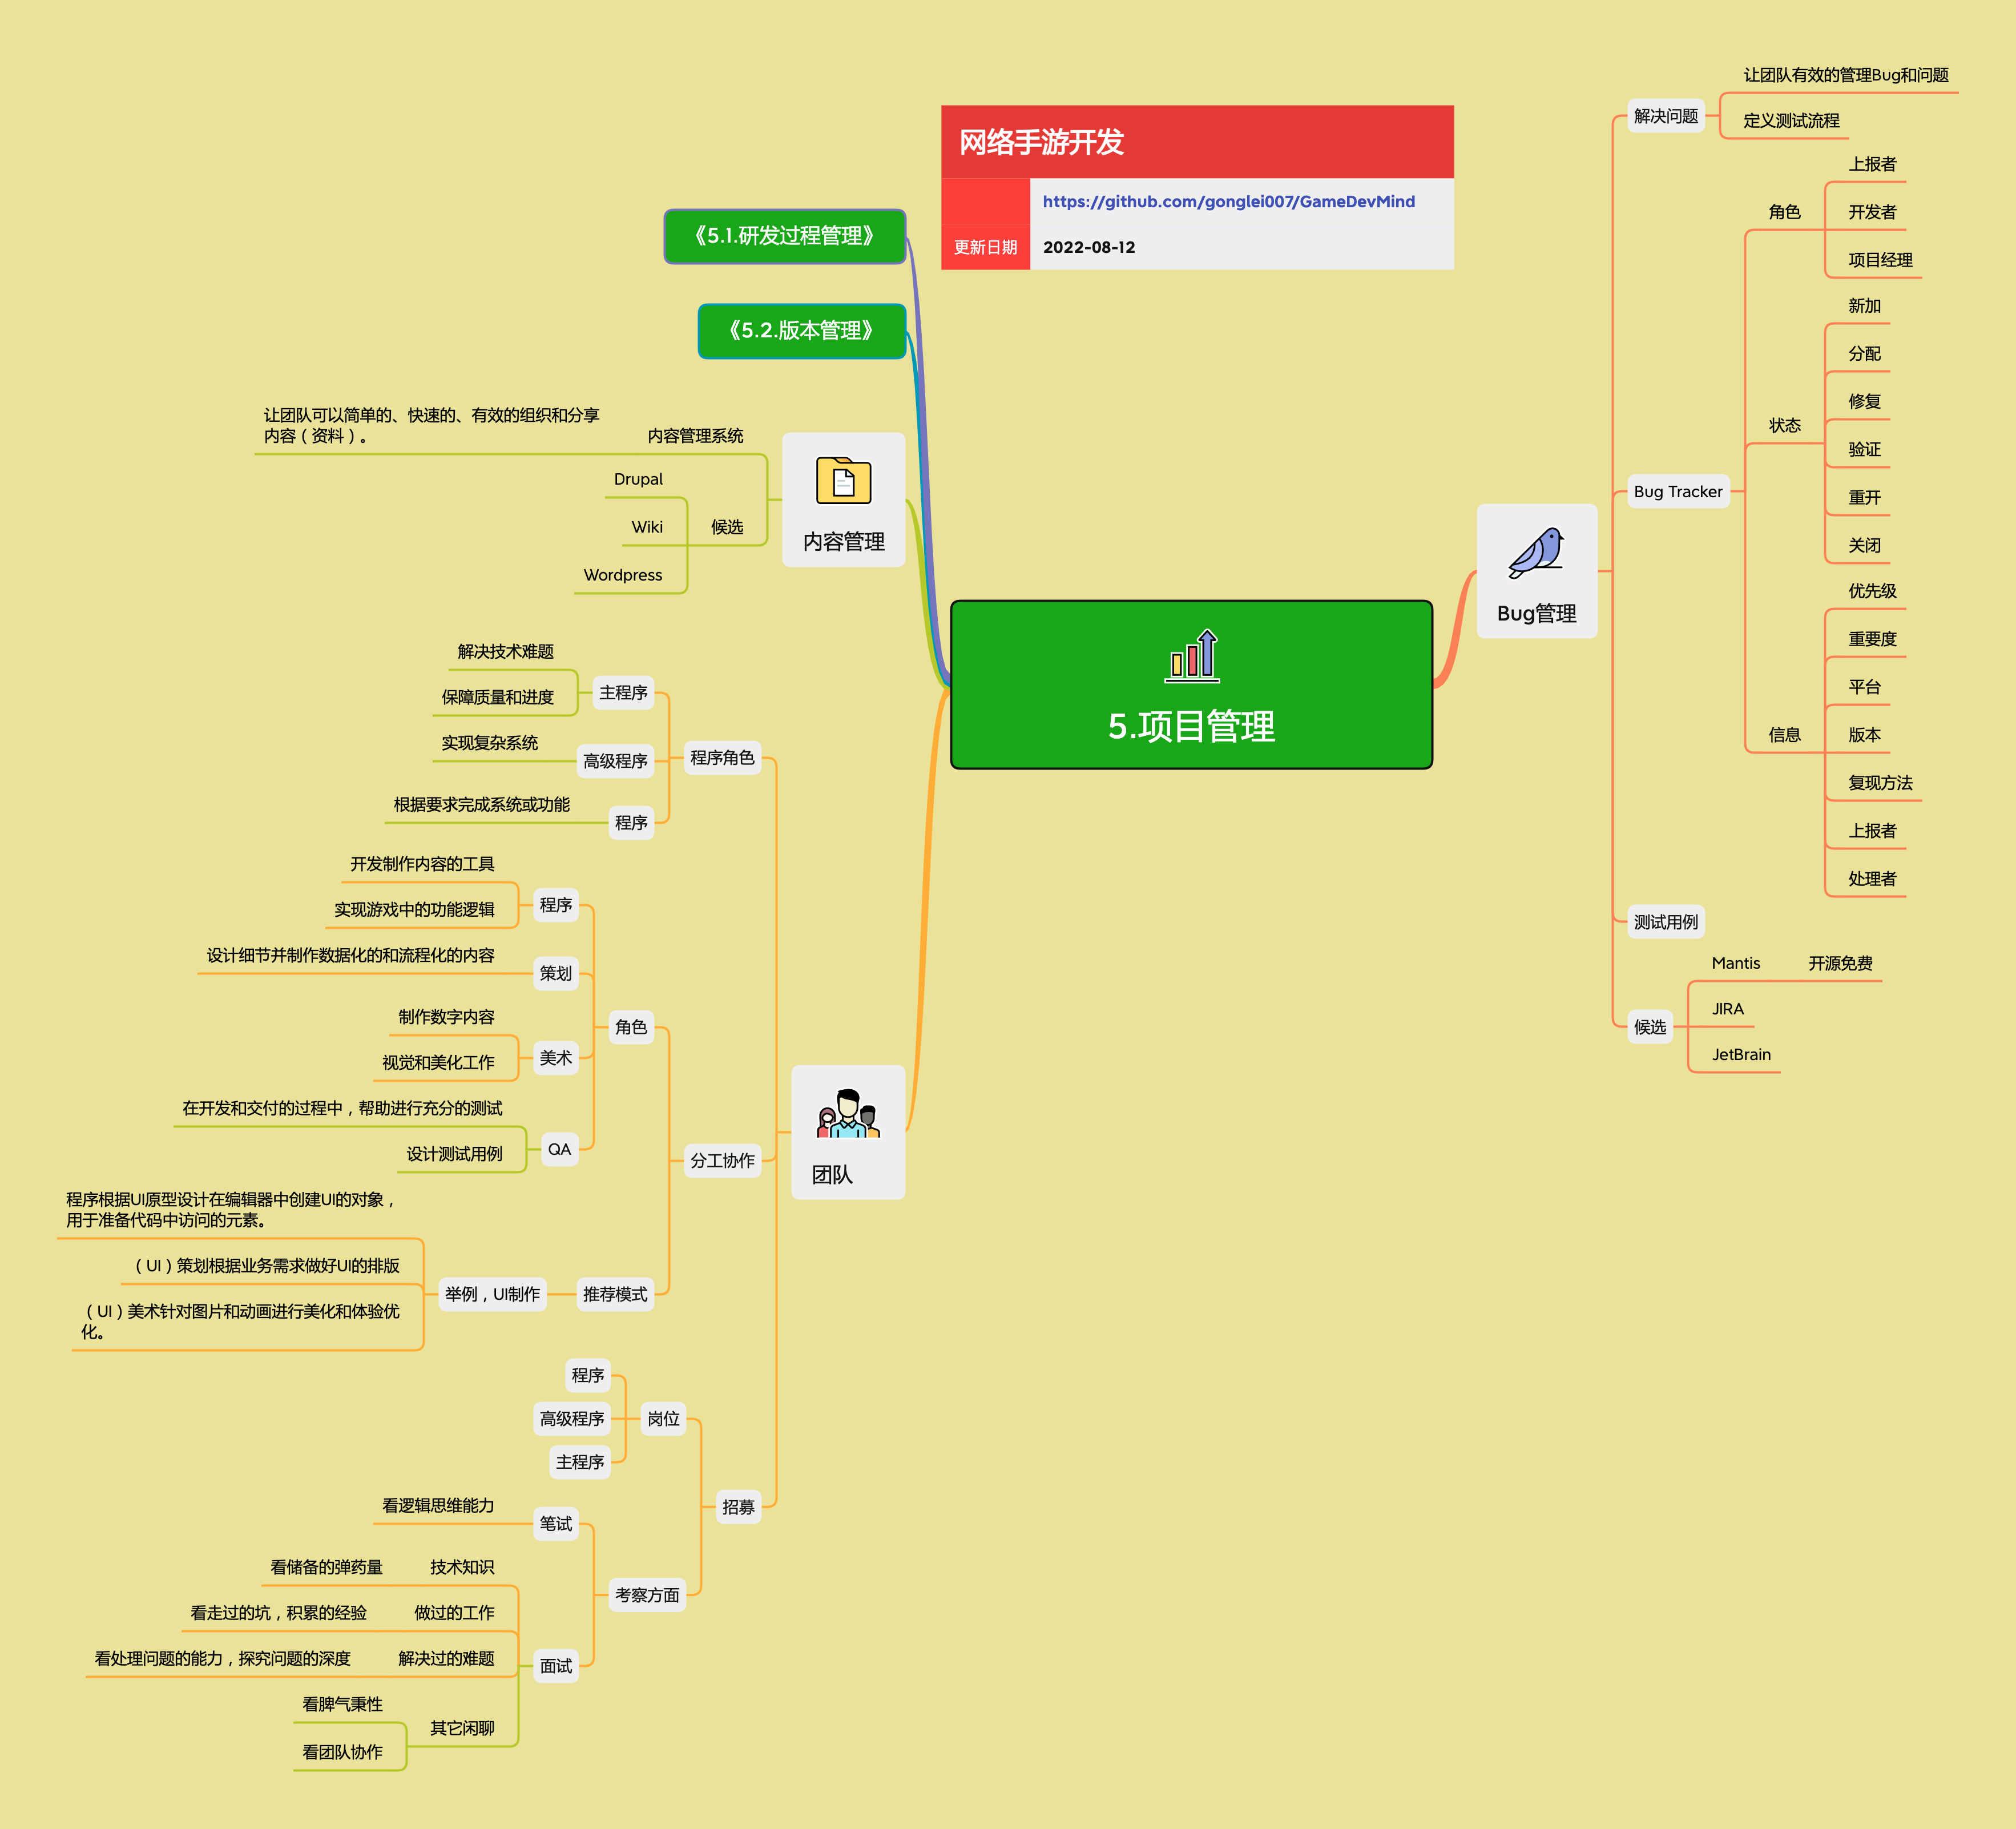 网络手游开发
https://github.com/gonglei007/GameDevMind
更新日期
2022-08-12
5.项目管理
《5.1.研发过程管理》
《5.2.版本管理》
内容管理
内容管理系统
让团队可以简单的、快速的、有效的组织和分享
内容（资料）。
候选
Drupal
Wiki
Wordpress
团队
程序角色
主程序
解决技术难题
保障质量和进度
高级程序
实现复杂系统
程序
根据要求完成系统或功能
分工协作
角色
程序
开发制作内容的工具
实现游戏中的功能逻辑
策划
设计细节并制作数据化的和流程化的内容
美术
制作数字内容
视觉和美化工作
QA
在开发和交付的过程中，帮助进行充分的测试
设计测试用例
推荐模式
举例，UI制作
程序根据UI原型设计在编辑器中创建UI的对象，
用于准备代码中访问的元素。
（UI）策划根据业务需求做好UI的排版
（UI）美术针对图片和动画进行美化和体验优
化。
招募
岗位
程序
高级程序
主程序
考察方面
笔试
看逻辑思维能力
面试
技术知识
看储备的弹药量
做过的工作
看走过的坑，积累的经验
解决过的难题
看处理问题的能力，探究问题的深度
其它闲聊
看脾气秉性
看团队协作
Bug管理
解决问题
让团队有效的管理Bug和问题
定义测试流程
Bug Tracker
角色
上报者
开发者
项目经理
状态
新加
分配
修复
验证
重开
关闭
信息
优先级
重要度
平台
版本
复现方法
上报者
处理者
测试用例
候选
Mantis
开源免费
JIRA
JetBrain